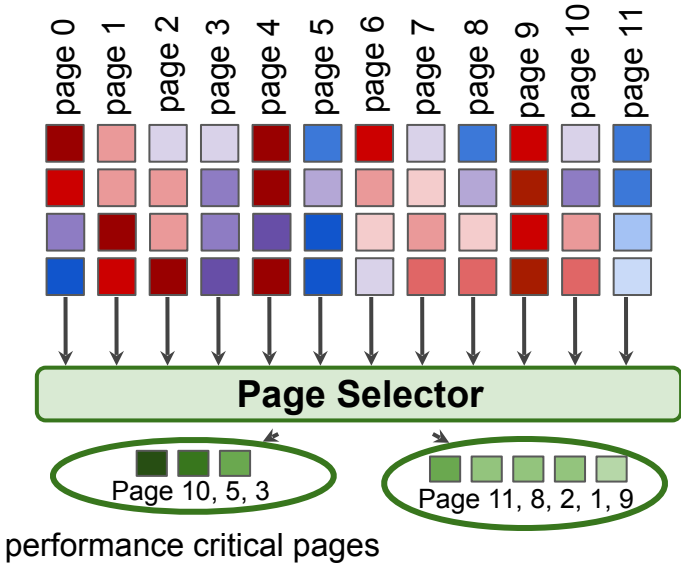 page 0
page 1
page 2
page 3
page 4
page 5
page 6
page 7
page 8
page 9
page 10
page 11
Page Selector
Page 10, 5, 3
Page 11, 8, 2, 1, 9
performance critical pages